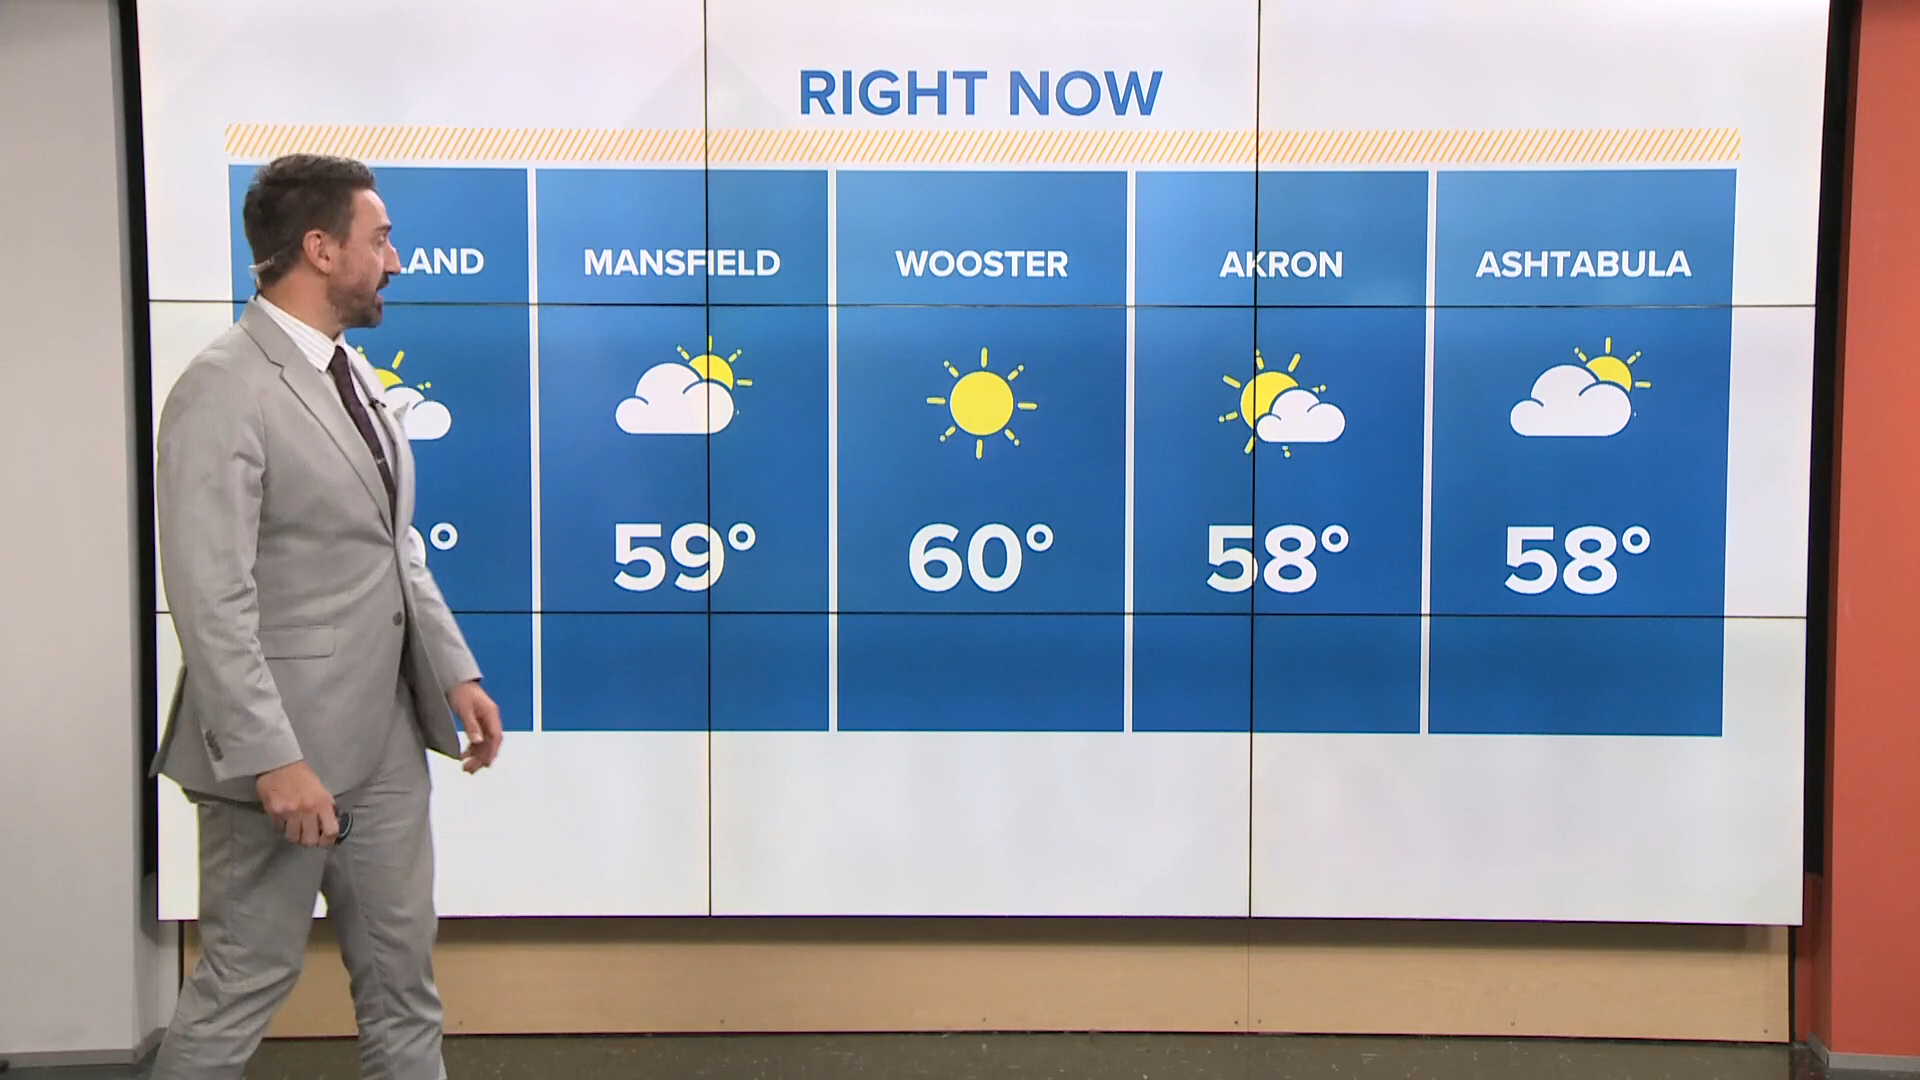 RIGHT NOW
LAND MANSFIELD WOOSTER AKRON ASHTABULA
° 59° 60° 58° 58°